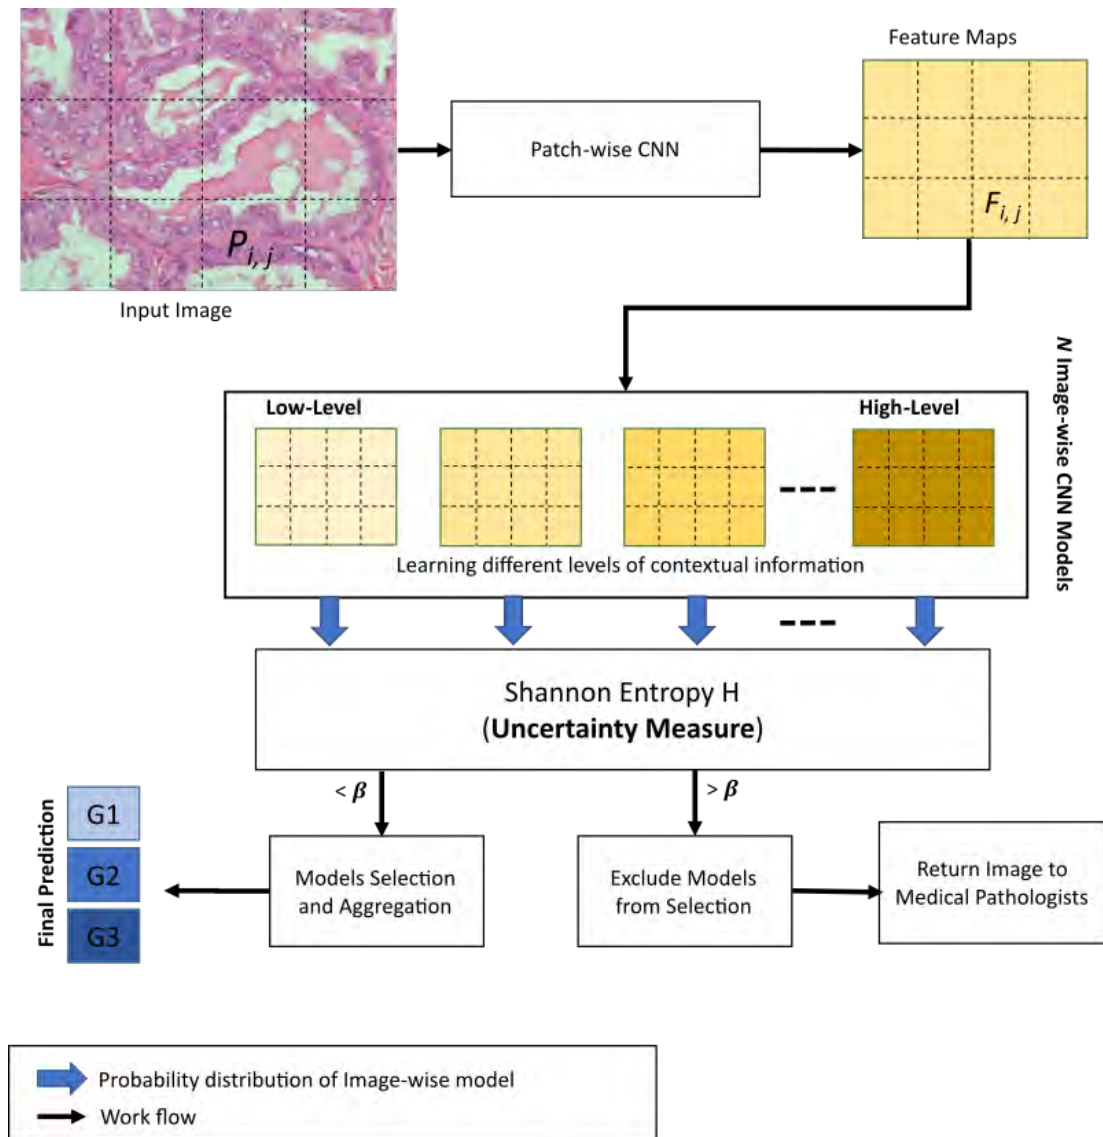 Feature Maps
Patch-wise CNN
P i, j
F i, j
Input Image
N Image-wise CNN Models
Low-Level
High-Level
Learning different levels of contextual information
Shannon Entropy H
(Uncertainty Measure)
< β
> β
Final Prediction
G1
G2
G3
Models Selection
and Aggregation
Exclude Models
from Selection
Return Image to
Medical Pathologists
Probability distribution of Image-wise model
Work flow